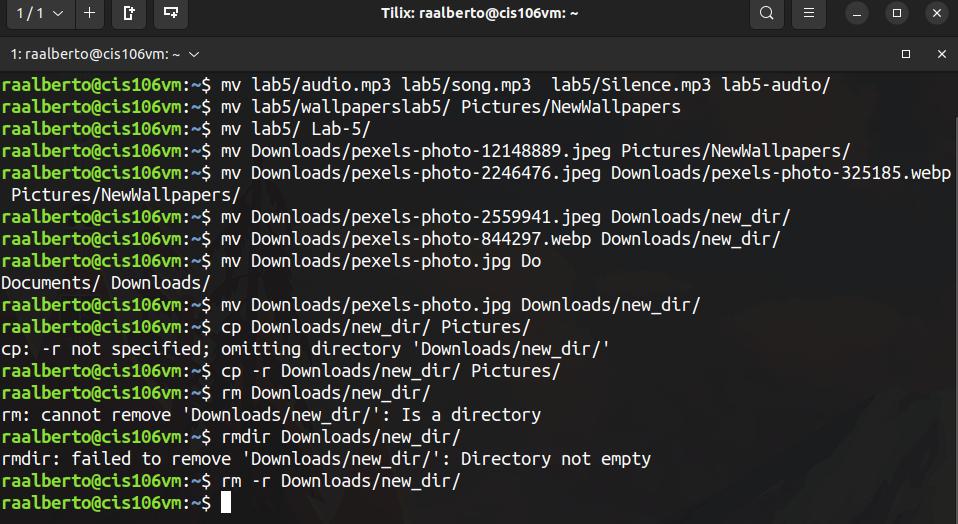 1 / 1
Tilix: raalberto@cis106vm: ~
1: raalberto@cis106vm: ~
raalberto@cis106vm:~$ mv lab5/audio.mp3 lab5/song.mp3  lab5/Silence.mp3 lab5-audio/
raalberto@cis106vm:~$ mv lab5/wallpaperslab5/ Pictures/NewWallpapers
raalberto@cis106vm:~$ mv lab5/ Lab-5/
raalberto@cis106vm:~$ mv Downloads/pexels-photo-12148889.jpeg Pictures/NewWallpapers/
raalberto@cis106vm:~$ mv Downloads/pexels-photo-2246476.jpeg Downloads/pexels-photo-325185.webp
 Pictures/NewWallpapers/
raalberto@cis106vm:~$ mv Downloads/pexels-photo-2559941.jpeg Downloads/new_dir/
raalberto@cis106vm:~$ mv Downloads/pexels-photo-844297.webp Downloads/new_dir/
raalberto@cis106vm:~$ mv Downloads/pexels-photo.jpg Do
Documents/ Downloads/
raalberto@cis106vm:~$ mv Downloads/pexels-photo.jpg Downloads/new_dir/
raalberto@cis106vm:~$ cp Downloads/new_dir/ Pictures/
cp: -r not specified; omitting directory 'Downloads/new_dir/'
raalberto@cis106vm:~$ cp -r Downloads/new_dir/ Pictures/
raalberto@cis106vm:~$ rm Downloads/new_dir/
rm: cannot remove 'Downloads/new_dir/': Is a directory
raalberto@cis106vm:~$ rmdir Downloads/new_dir/
rmdir: failed to remove 'Downloads/new_dir/': Directory not empty
raalberto@cis106vm:~$ rm -r Downloads/new_dir/
raalberto@cis106vm:~$